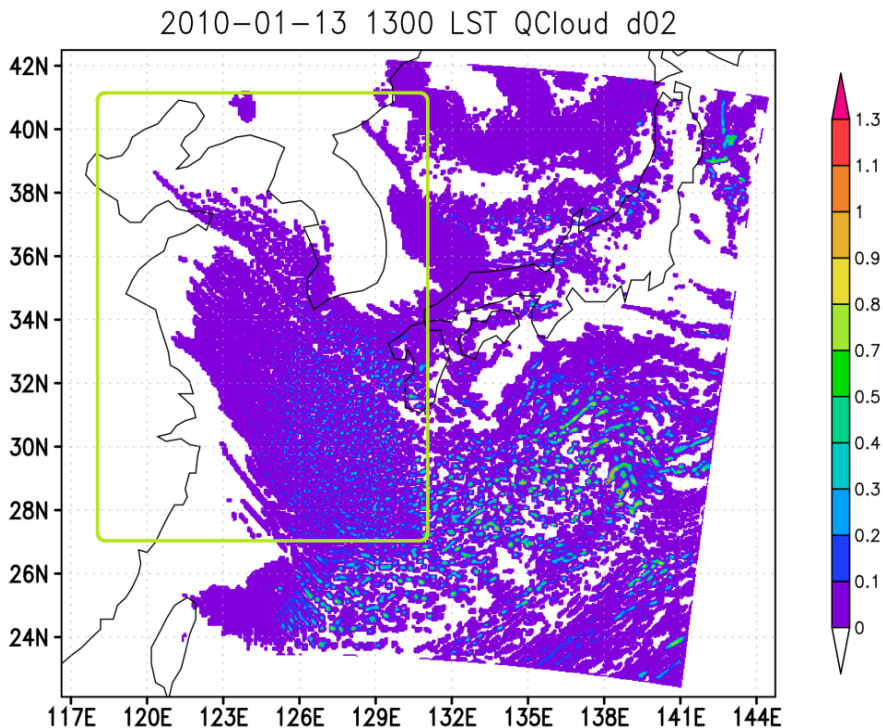 2010-01-13 1300 LST QCloud d02
42N
40N
38N
36N
34N
32N
30N
28N
26N
24N
117E 120E 123E 126E 129E 132E 135E 138E 141E 144E
1.3
1.1
1
0.9
0.8
0.7
0.5
0.4
0.3
0.2
0.1
0